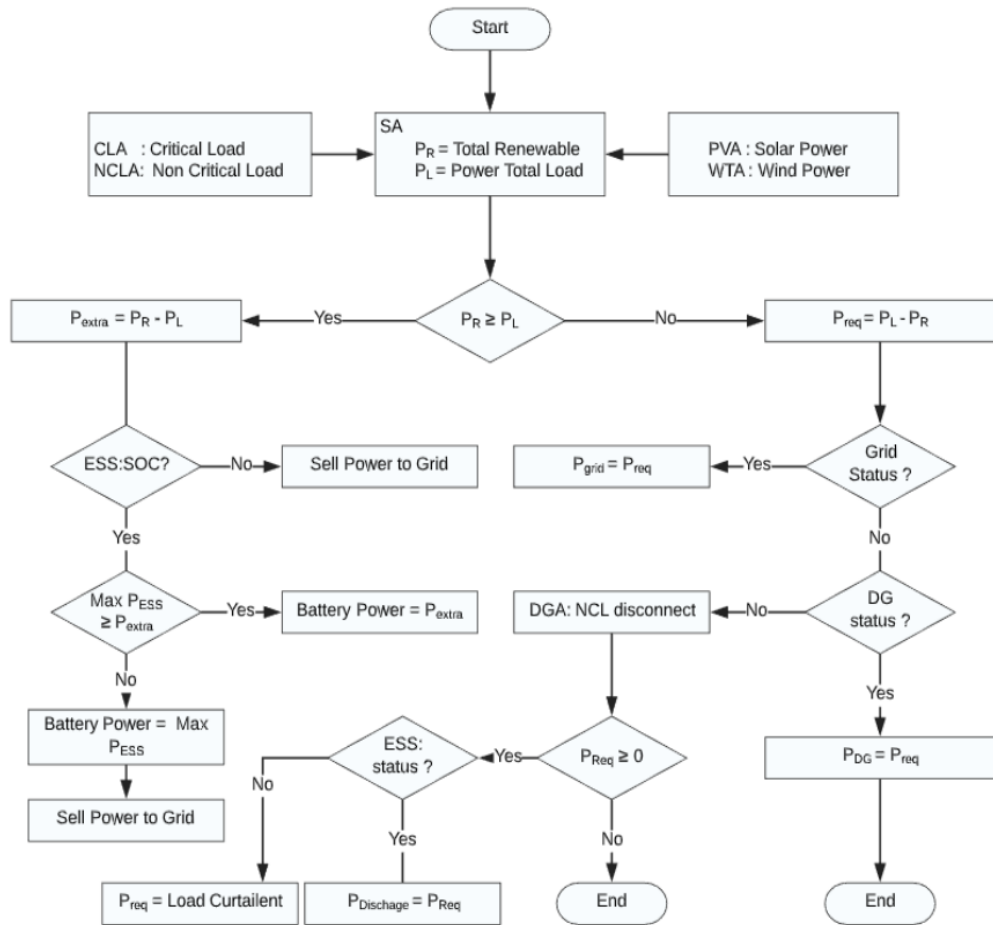 Start
CLA : Critical Load
NCLA: Non Critical Load
SA
P_R = Total Renewable
P_L = Power Total Load
PVA : Solar Power
WTA : Wind Power
P_extra = P_R - P_L
Yes
P_R ≥ P_L
No
P_req = P_L - P_R
ESS:SOC?
No
Sell Power to Grid
P_grid = P_req
Yes
Grid
Status ?
Yes
No
Max P_ESS
≥ P_extra
Yes
Battery Power = P_extra
DGA: NCL disconnect
No
DG
status ?
No
Yes
Battery Power = Max
P_ESS
ESS:
status ?
Yes
P_Req ≥ 0
P_DG = P_req
No
Sell Power to Grid
Yes
No
P_req = Load Curtailent
P_Dischage = P_Req
End
End